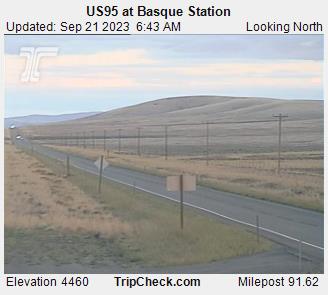 US95 at Basque Station
Updated: Sep 21 2023 6:43 AM Looking North
Elevation 4460 TripCheck.com Milepost 91.62